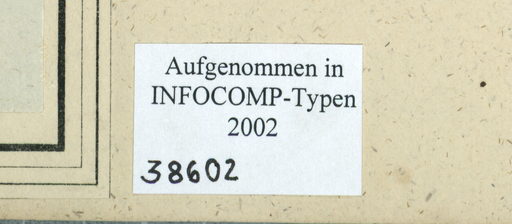 Aufgenommen in
INFOCOMP-Typen
2002
38602